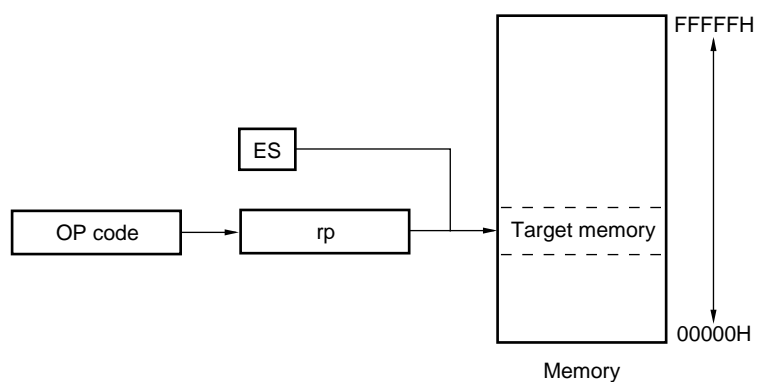 FFFFFH
ES
OP code
rp
Target memory
00000H
Memory